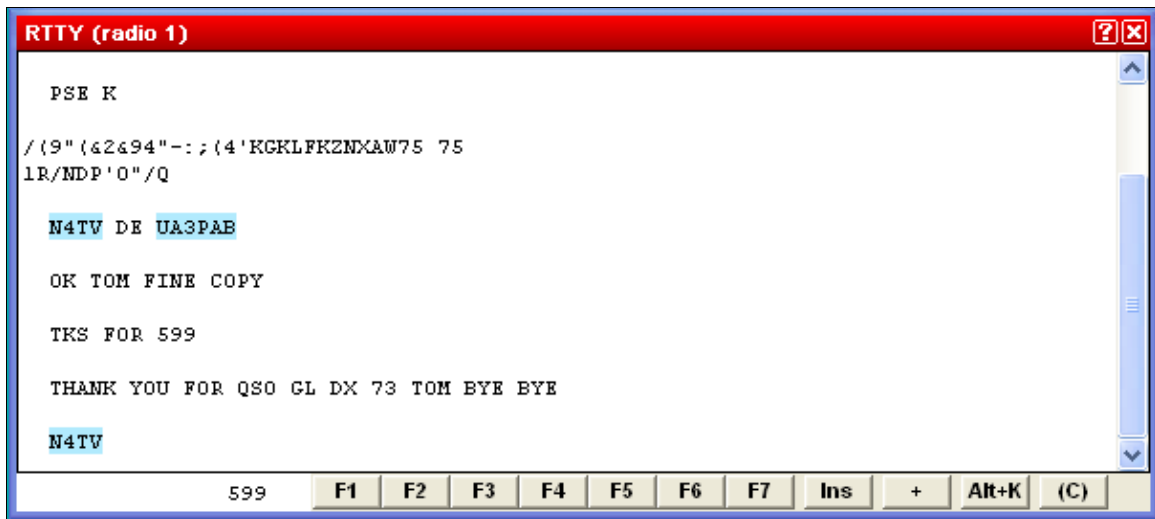 RTTY (radio 1)
PSE K
/(9"(&2&94"-:;(4'KGKLFKZNXAW75 75
lR/NDP'O"/Q
N4TV DE UA3PAB
OK TOM FINE COPY
TKS FOR 599
THANK YOU FOR QSO GL DX 73 TOM BYE BYE
N4TV
599 F1 F2 F3 F4 F5 F6 F7 Ins + Alt+K (C)